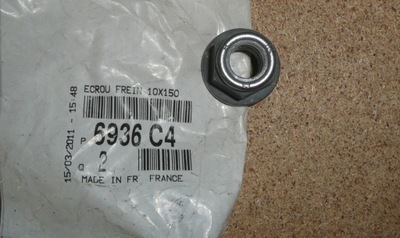 ECROU FREIN 10X150
P 6936 C4
Q 2
MADE IN FR FRANCE
15/03/2011 - 15:48